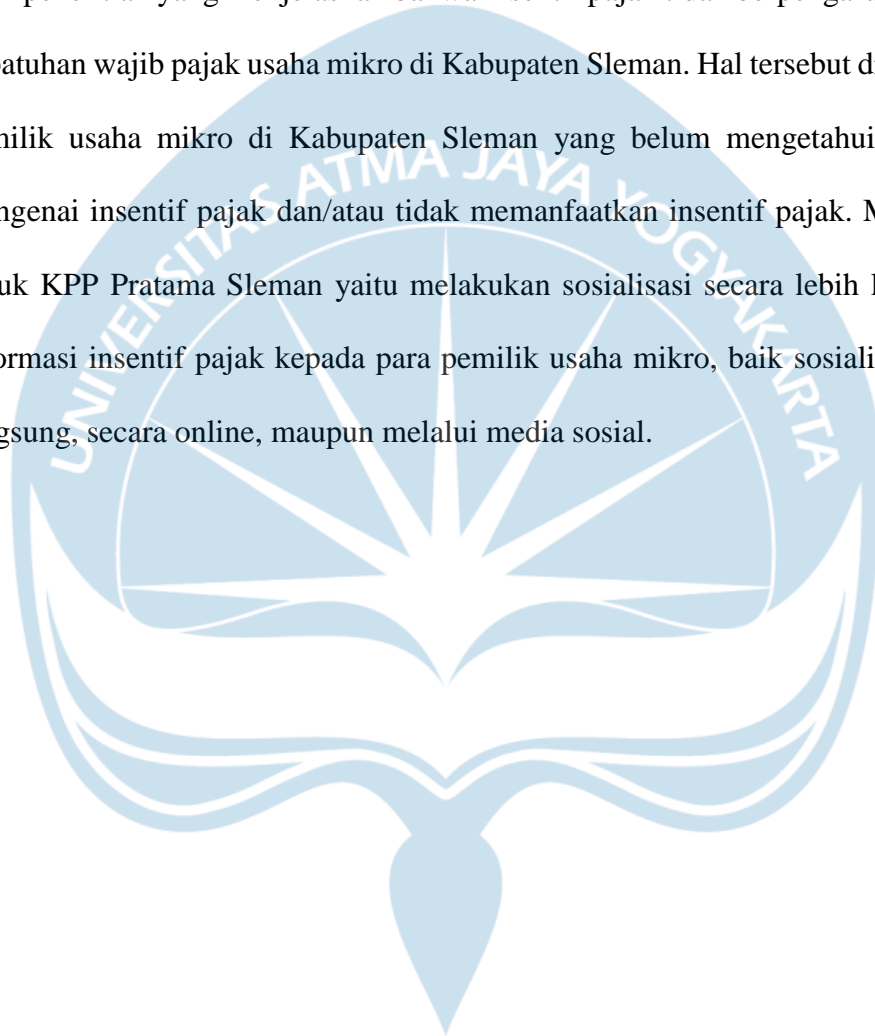 patuhan wajib pajak usaha mikro di Kabupaten Sleman. Hal tersebut
milik usaha mikro di Kabupaten Sleman yang belum mengetahui
UNIVERSITAS ATMA JAYA YOGYAKARTA
ngenai insentif pajak dan/atau tidak memanfaatkan insentif pajak.
uk KPP Pratama Sleman yaitu melakukan sosialisasi secara lebih
ormasi insentif pajak kepada para pemilik usaha mikro, baik sosiali
gsung, secara online, maupun melalui media sosial.